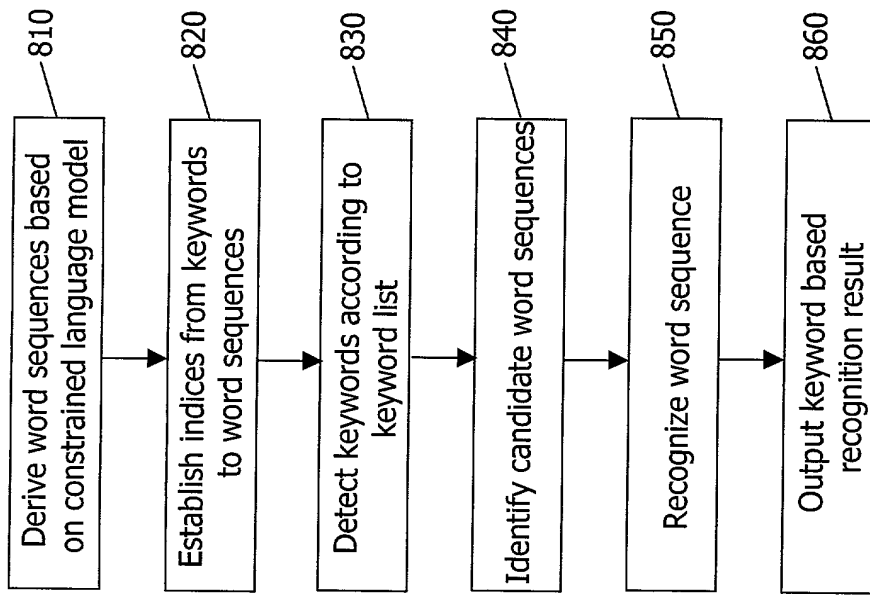 810
Derive word sequences based
on constrained language model
820
Establish indices from keywords
to word sequences
830
Detect keywords according to
keyword list
840
Identify candidate word sequences
850
Recognize word sequence
860
Output keyword based
recognition result